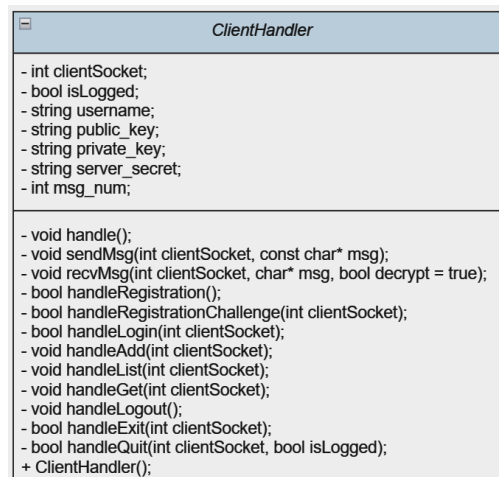 ClientHandler
- int clientSocket;
- bool isLogged;
- string username;
- string public_key;
- string private_key;
- string server_secret;
- int msg_num;
- void handle();
- void sendMsg(int clientSocket, const char* msg);
- void recvMsg(int clientSocket, char* msg, bool decrypt = true);
- bool handleRegistration();
- bool handleRegistrationChallenge(int clientSocket);
- bool handleLogin(int clientSocket);
- void handleAdd(int clientSocket);
- void handleList(int clientSocket);
- void handleGet(int clientSocket);
- void handleLogout();
- bool handleExit(int clientSocket);
- bool handleQuit(int clientSocket, bool isLogged);
+ ClientHandler();